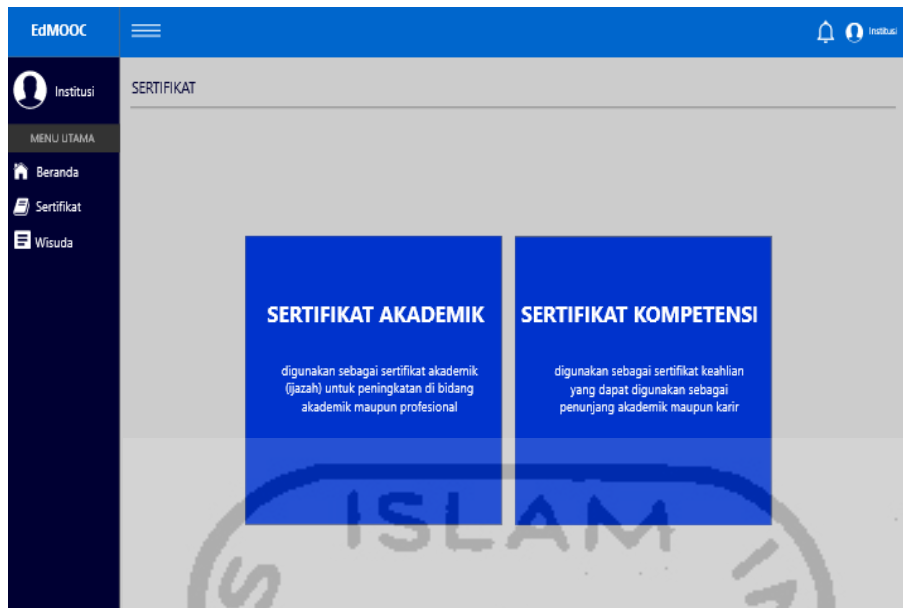 EdMOOC
Institusi
Institusi
SERTIFIKAT
MENU UTAMA
Beranda
Sertifikat
Wisuda
SERTIFIKAT AKADEMIK
digunakan sebagai sertifikat akademik
(ijazah) untuk peningkatan di bidang
akademik maupun profesional
SERTIFIKAT KOMPETENSI
digunakan sebagai sertifikat keahlian
yang dapat digunakan sebagai
penunjang akademik maupun karir
ISLAM